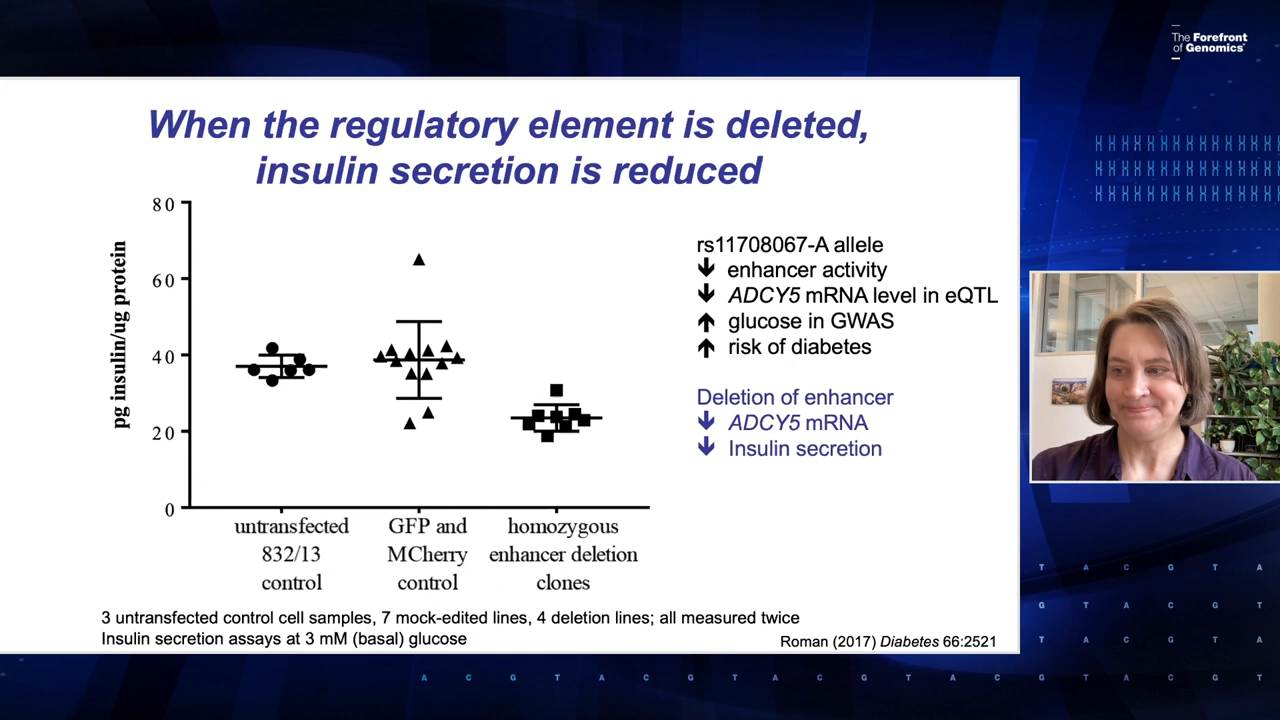 The Forefront
of Genomics
When the regulatory element is deleted,
insulin secretion is reduced
80
60
40
20
0
pg insulin/ug protein
untransfected
832/13
control
GFP and
MCherry
control
homozygous
enhancer deletion
clones
rs11708067-A allele
↓ enhancer activity
↓ ADCY5 mRNA level in eQTL
↑ glucose in GWAS
↑ risk of diabetes
Deletion of enhancer
↓ ADCY5 mRNA
↓ Insulin secretion
3 untransfected control cell samples, 7 mock-edited lines, 4 deletion lines; all measured twice
Insulin secretion assays at 3 mM (basal) glucose
Roman (2017) Diabetes 66:2521
T A C G T A
G T A C G T
T A C G T A
A C G T A C G T A C G T A C G T A C G T